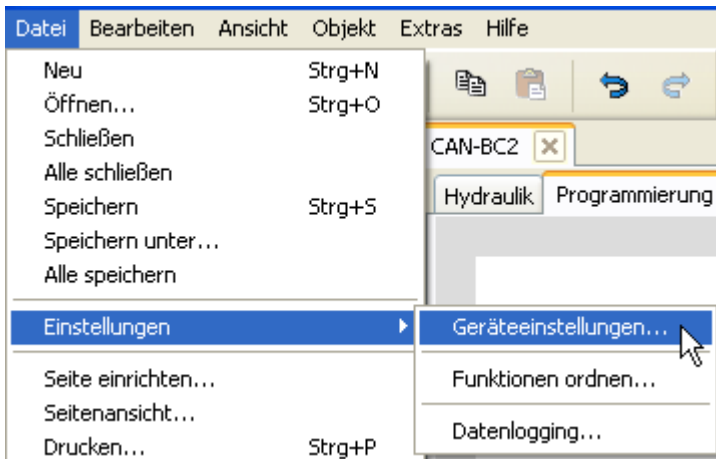 Datei Bearbeiten Ansicht Objekt Extras Hilfe
Neu Strg+N
Öffnen... Strg+O
Schließen
Alle schließen
Speichern Strg+S
Speichern unter...
Alle speichern
Einstellungen
Seite einrichten...
Seitenansicht...
Drucken... Strg+P
CAN-BC2
Hydraulik Programmierung
Geräteeinstellungen...
Funktionen ordnen...
Datenlogging...